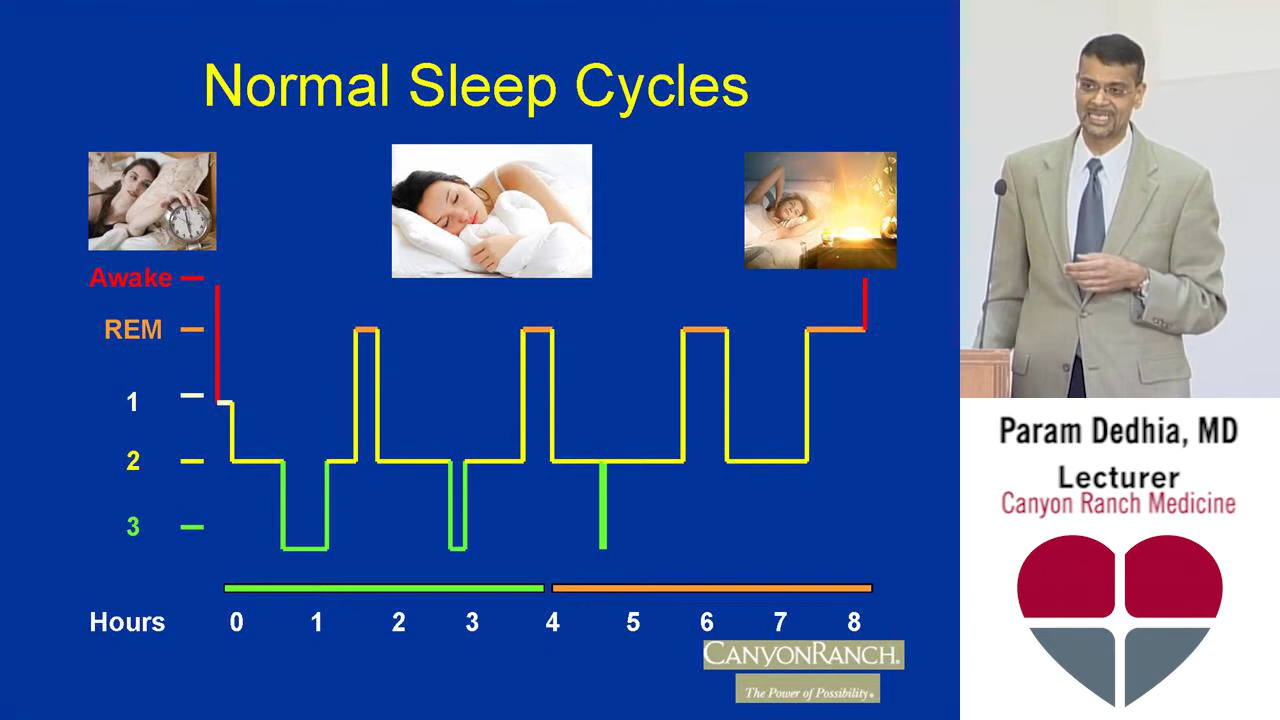 Normal Sleep Cycles
Awake
REM
1
2
3
Hours 0 1 2 3 4 5 6 7 8
CANYONRANCH®
The Power of Possibility®
Param Dedhia, MD
Lecturer
Canyon Ranch Medicine